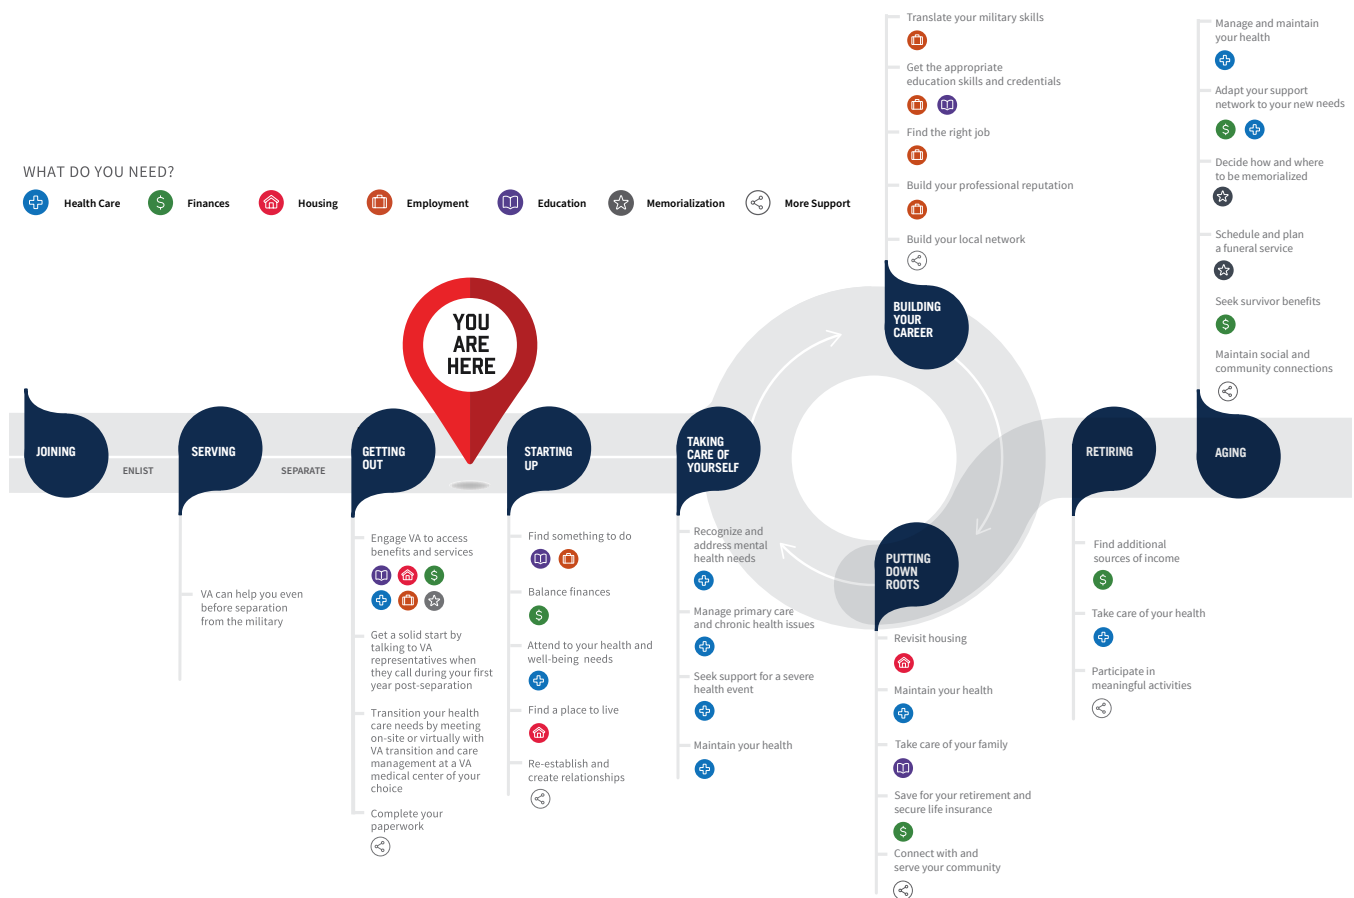 WHAT DO YOU NEED?
Health Care
Finances
Housing
Employment
Education
Memorialization
More Support
YOU
ARE
HERE
JOINING
ENLIST
SERVING
VA can help you even
before separation
from the military
SEPARATE
GETTING
OUT
Engage VA to access
benefits and services
Get a solid start by
talking to VA
representatives when
they call during your first
year post-separation
Transition your health
care needs by meeting
on-site or virtually with
VA transition and care
management at a VA
medical center of your
choice
Complete your
paperwork
STARTING
UP
Find something to do
Balance finances
Attend to your health and
well-being needs
Find a place to live
Re-establish and
create relationships
TAKING
CARE OF
YOURSELF
Recognize and
address mental
health needs
Manage primary care
and chronic health issues
Seek support for a severe
health event
Maintain your health
Translate your military skills
Get the appropriate
education skills and credentials
Find the right job
Build your professional reputation
Build your local network
BUILDING
YOUR
CAREER
PUTTING
DOWN
ROOTS
Revisit housing
Maintain your health
Take care of your family
Save for your retirement and
secure life insurance
Connect with and
serve your community
RETIRING
Find additional
sources of income
Take care of your health
Participate in
meaningful activities
Manage and maintain
your health
Adapt your support
network to your new needs
Decide how and where
to be memorialized
Schedule and plan
a funeral service
Seek survivor benefits
Maintain social and
community connections
AGING